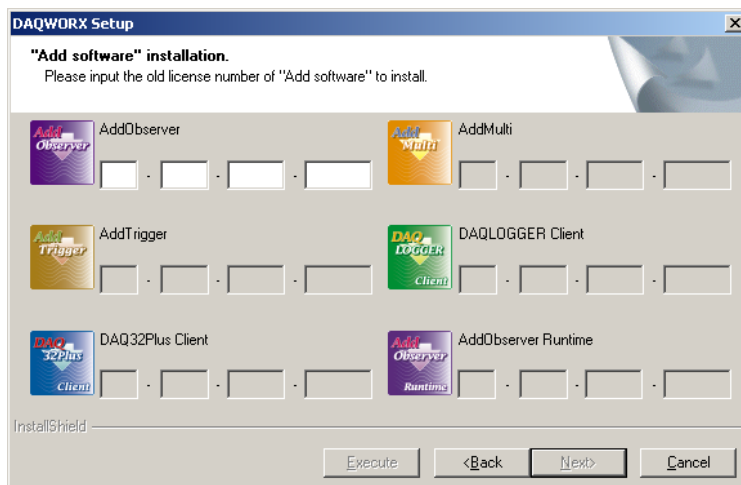 DAQWORX Setup
"Add software" installation.
Please input the old license number of "Add software" to install.
Add Observer
AddObserver
- - -
Add Multi
AddMulti
- - -
Add Trigger
AddTrigger
- - -
DAQ LOGGER Client
DAQLOGGER Client
- - -
DAQ 32Plus Client
DAQ32Plus Client
- - -
Add Observer Runtime
AddObserver Runtime
- - -
InstallShield
Execute
<Back
Next>
Cancel